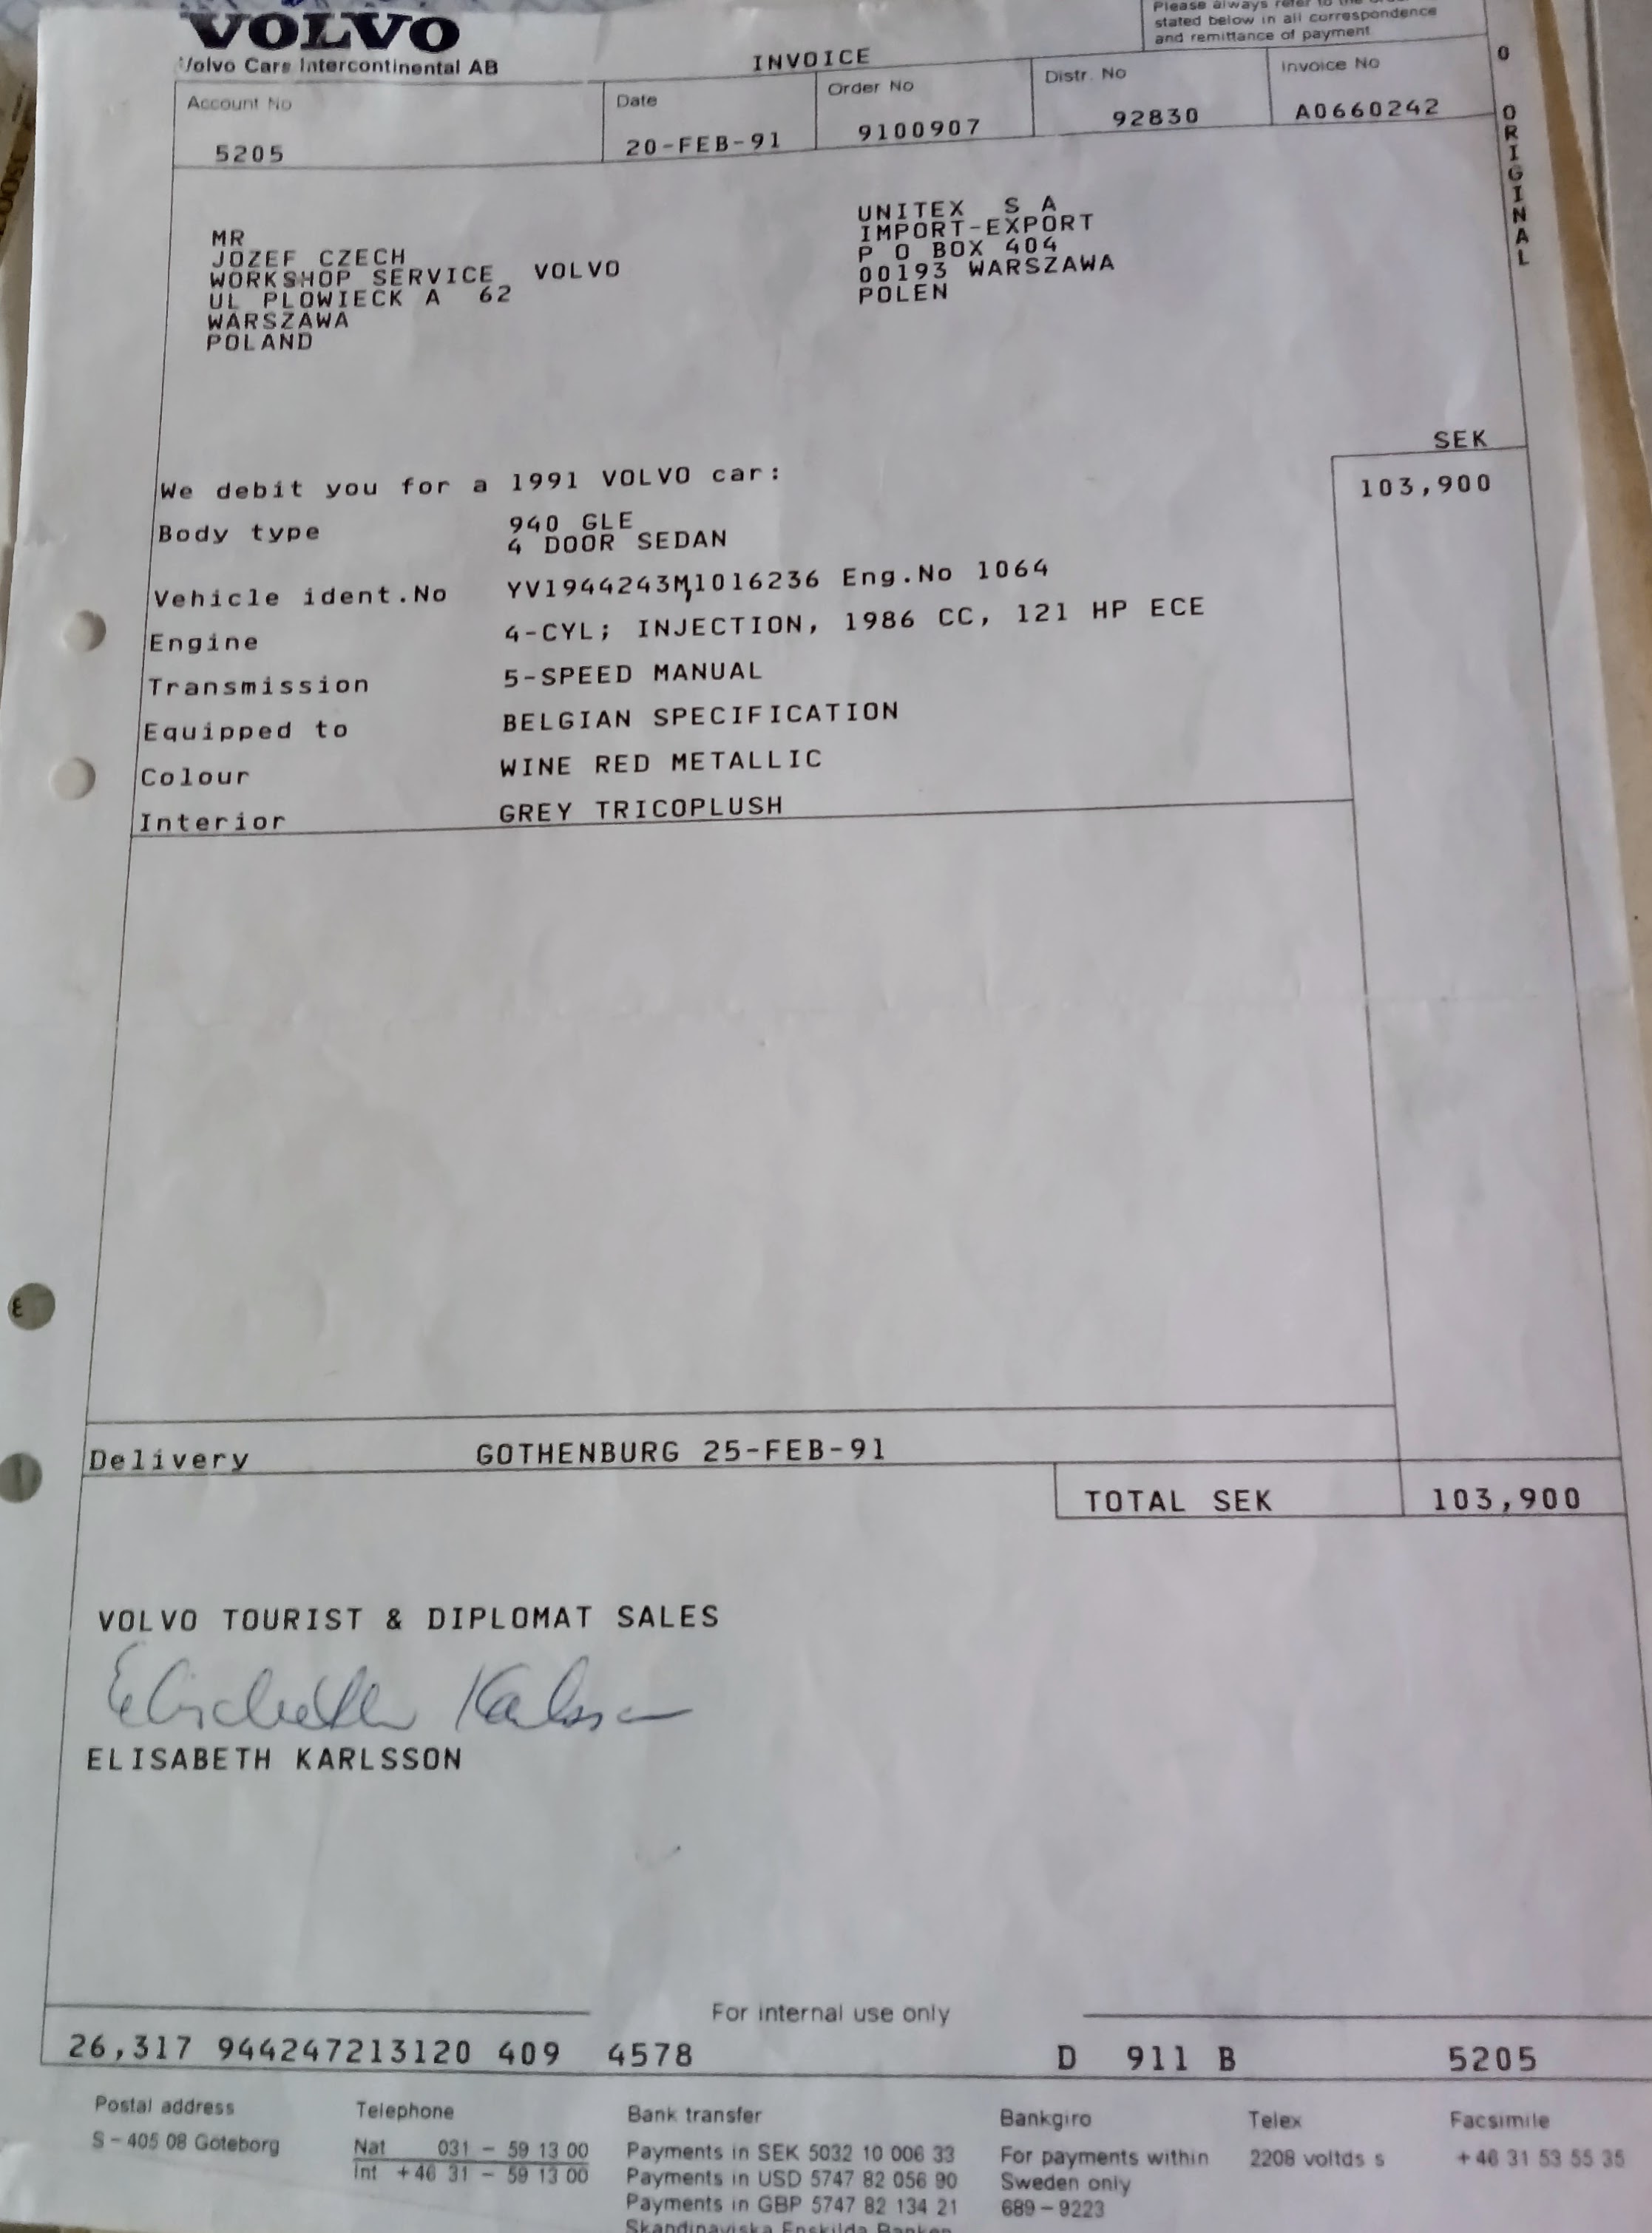 VOLVO
Volvo Cars Intercontinental AB
INVOICE
Please always refer to the
stated below in all correspondence
and remittance of payment
Account No
5205
Date
20-FEB-91
Order No
9100907
Distr. No
92830
Invoice No
A0660242
0 ORIGINAL
MR
JOZEF CZECH
WORKSHOP SERVICE VOLVO
UL PLOWIECK A 62
WARSZAWA
POLAND
UNITEX S A
IMPORT-EXPORT
P O BOX 404
00193 WARSZAWA
POLEN
SEK
We debit you for a 1991 VOLVO car: 103,900
Body type 940 GLE
4 DOOR SEDAN
Vehicle ident.No YV1944243M1016236 Eng.No 1064
Engine 4-CYL; INJECTION, 1986 CC, 121 HP ECE
Transmission 5-SPEED MANUAL
Equipped to BELGIAN SPECIFICATION
Colour WINE RED METALLIC
Interior GREY TRICOPLUSH
Delivery GOTHENBURG 25-FEB-91
TOTAL SEK 103,900
VOLVO TOURIST & DIPLOMAT SALES
Elisabeth Karlsson
ELISABETH KARLSSON
For internal use only
26,317 944247213120 409 4578 D 911 B 5205
Postal address
S-405 08 Göteborg
Telephone
Nat 031 - 59 13 00
Int +46 31 - 59 13 00
Bank transfer
Payments in SEK 5032 10 006 33
Payments in USD 5747 82 056 90
Payments in GBP 5747 82 134 21
Skandinaviska Enskilda Banken
Bankgiro
For payments within
Sweden only
689-9223
Telex
2208 voltds s
Facsimile
+46 31 53 55 35